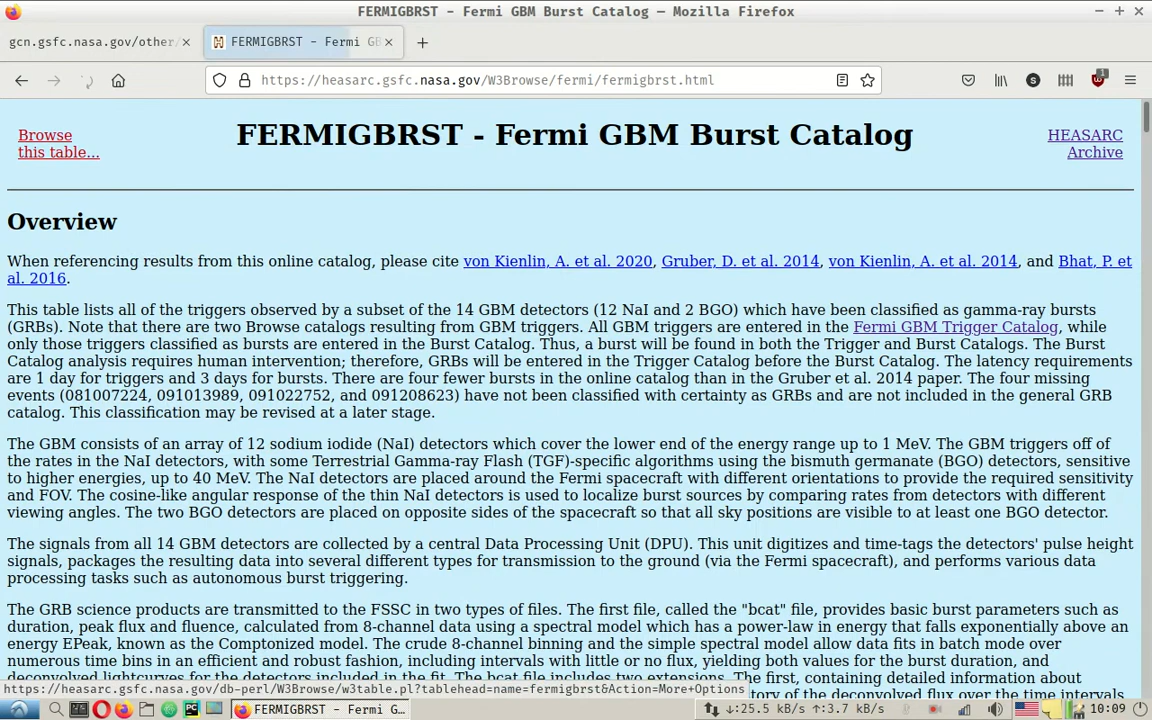 FERMIGBRST - Fermi GBM Burst Catalog — Mozilla Firefox
gcn.gsfc.nasa.gov/other/
FERMIGBRST - Fermi GB
https://heasarc.gsfc.nasa.gov/W3Browse/fermi/fermigbrst.html
Browse
this table...
FERMIGBRST - Fermi GBM Burst Catalog
HEASARC
Archive
Overview
When referencing results from this online catalog, please cite von Kienlin, A. et al. 2020, Gruber, D. et al. 2014, von Kienlin, A. et al. 2014, and Bhat, P. et
al. 2016.
This table lists all of the triggers observed by a subset of the 14 GBM detectors (12 NaI and 2 BGO) which have been classified as gamma-ray bursts
(GRBs). Note that there are two Browse catalogs resulting from GBM triggers. All GBM triggers are entered in the Fermi GBM Trigger Catalog, while
only those triggers classified as bursts are entered in the Burst Catalog. Thus, a burst will be found in both the Trigger and Burst Catalogs. The Burst
Catalog analysis requires human intervention; therefore, GRBs will be entered in the Trigger Catalog before the Burst Catalog. The latency requirements
are 1 day for triggers and 3 days for bursts. There are four fewer bursts in the online catalog than in the Gruber et al. 2014 paper. The four missing
events (081007224, 091013989, 091022752, and 091208623) have not been classified with certainty as GRBs and are not included in the general GRB
catalog. This classification may be revised at a later stage.
The GBM consists of an array of 12 sodium iodide (NaI) detectors which cover the lower end of the energy range up to 1 MeV. The GBM triggers off of
the rates in the NaI detectors, with some Terrestrial Gamma-ray Flash (TGF)-specific algorithms using the bismuth germanate (BGO) detectors, sensitive
to higher energies, up to 40 MeV. The NaI detectors are placed around the Fermi spacecraft with different orientations to provide the required sensitivity
and FOV. The cosine-like angular response of the thin NaI detectors is used to localize burst sources by comparing rates from detectors with different
viewing angles. The two BGO detectors are placed on opposite sides of the spacecraft so that all sky positions are visible to at least one BGO detector.
The signals from all 14 GBM detectors are collected by a central Data Processing Unit (DPU). This unit digitizes and time-tags the detectors' pulse height
signals, packages the resulting data into several different types for transmission to the ground (via the Fermi spacecraft), and performs various data
processing tasks such as autonomous burst triggering.
The GRB science products are transmitted to the FSSC in two types of files. The first file, called the "bcat" file, provides basic burst parameters such as
duration, peak flux and fluence, calculated from 8-channel data using a spectral model which has a power-law in energy that falls exponentially above an
energy EPeak, known as the Comptonized model. The crude 8-channel binning and the simple spectral model allow data fits in batch mode over
numerous time bins in an efficient and robust fashion, including intervals with little or no flux, yielding both values for the burst duration, and
deconvolved lightcurves for the detectors included in the fit. The bcat file includes two extensions. The first, containing detailed information about
https://heasarc.gsfc.nasa.gov/db-perl/W3Browse/w3table.pl?tablehead=name=fermigbrst&Action=More+Options
tory of the deconvolved flux over the time intervals
FERMIGBRST - Fermi G...
↓:25.5 kB/s ↑:3.7 kB/s
10:09